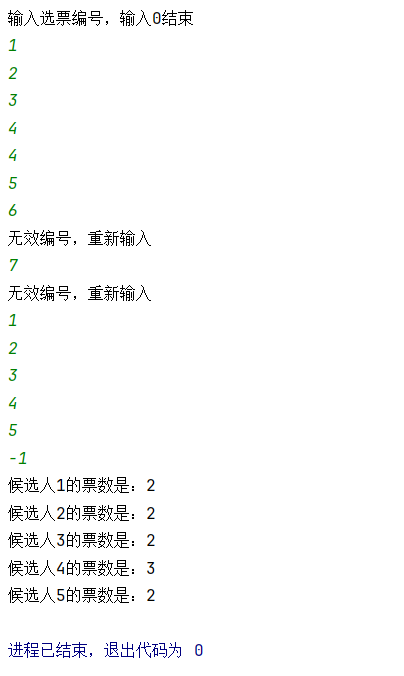 输入选票编号，输入0结束
1
2
3
4
4
5
6
无效编号，重新输入
7
无效编号，重新输入
1
2
3
4
5
-1
候选人1的票数是：2
候选人2的票数是：2
候选人3的票数是：2
候选人4的票数是：3
候选人5的票数是：2
进程已结束，退出代码为 0